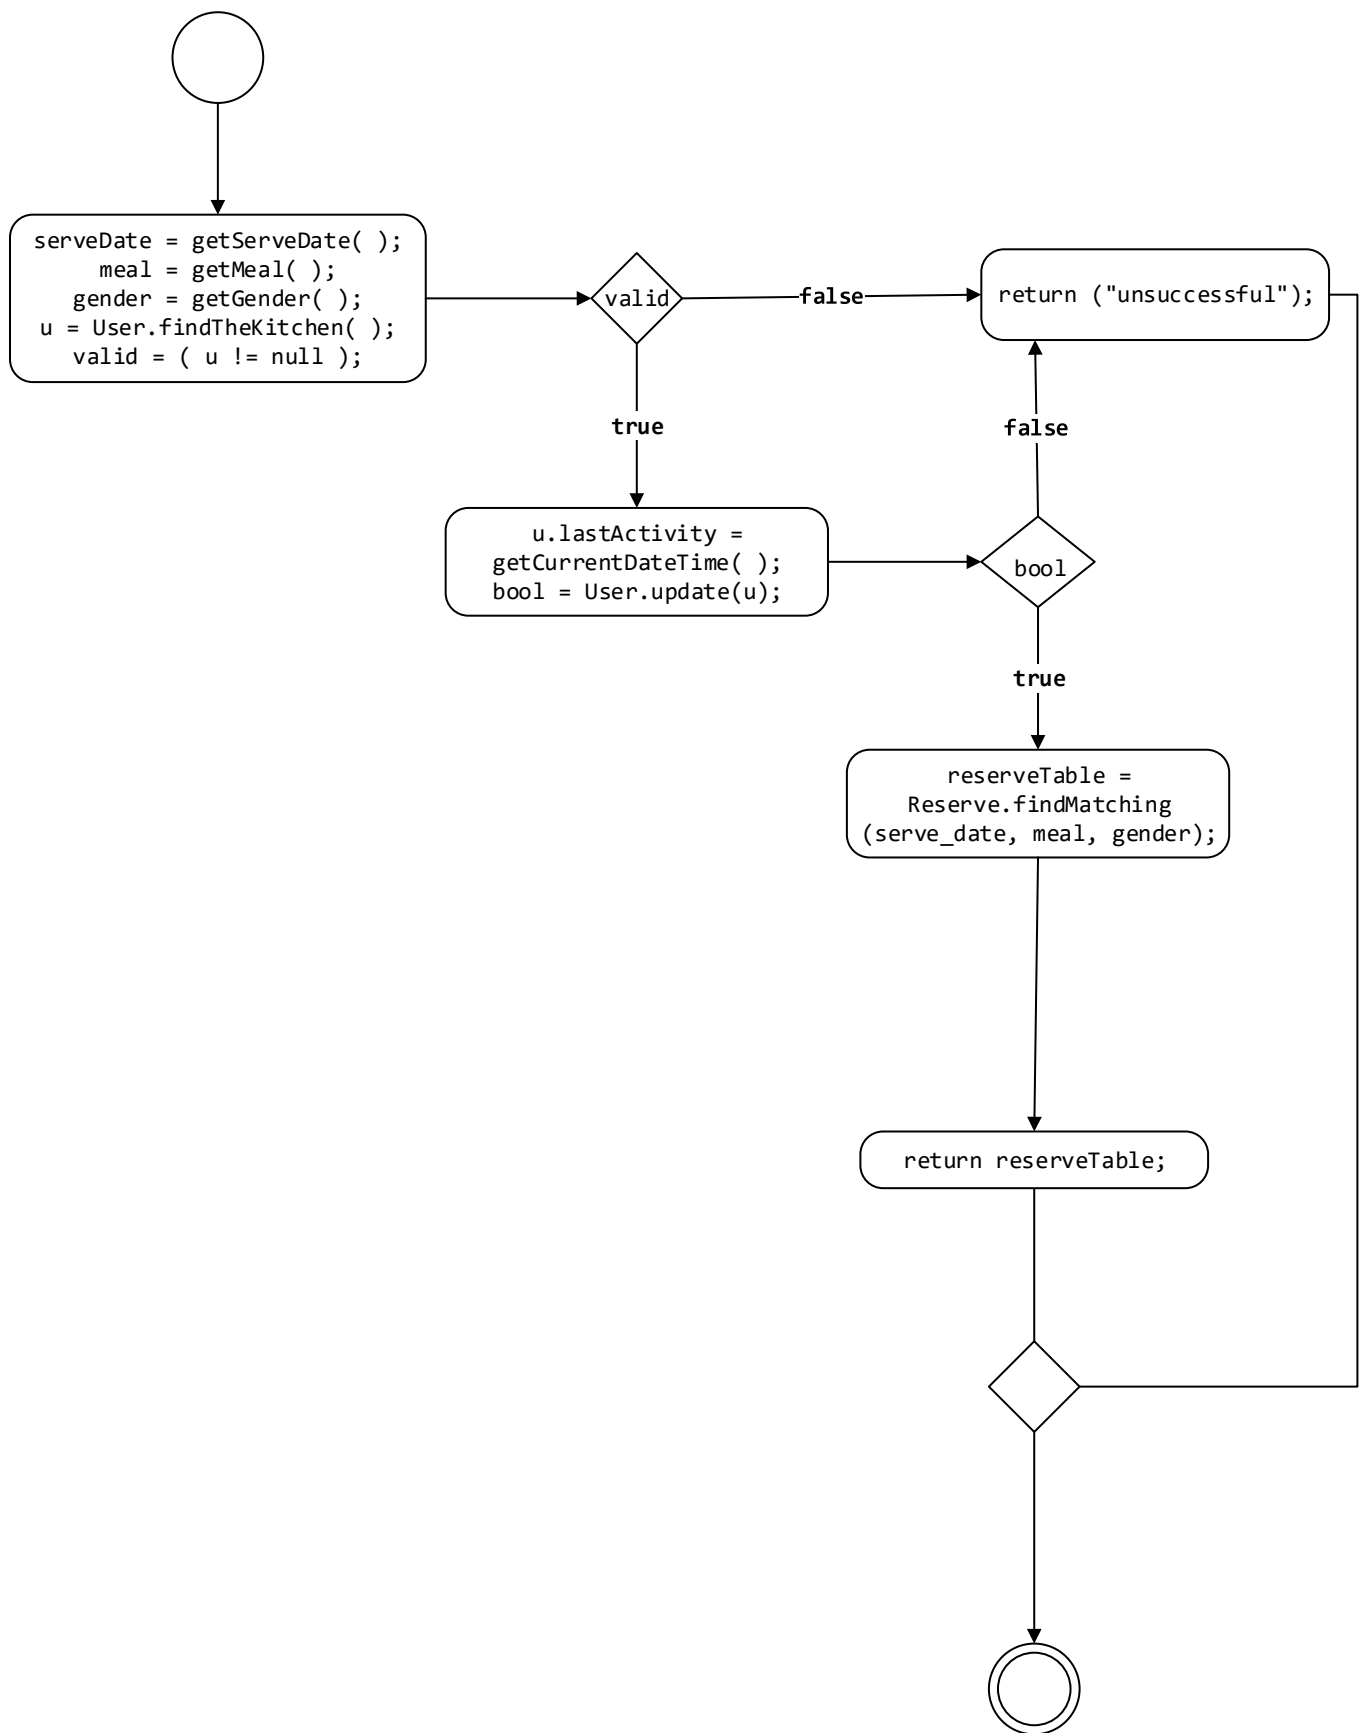 serveDate = getServeDate( );
meal = getMeal( );
gender = getGender( );
u = User.findTheKitchen( );
valid = ( u != null );
valid
false
return ("unsuccessful");
true
false
u.lastActivity =
getCurrentDateTime( );
bool = User.update(u);
bool
true
reserveTable =
Reserve.findMatching
(serve_date, meal, gender);
return reserveTable;